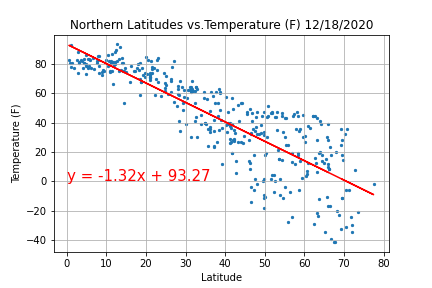 Northern Latitudes vs.Temperature (F) 12/18/2020
Temperature (F)
80
60
40
20
0
−20
−40
y = -1.32x + 93.27
0 10 20 30 40 50 60 70 80
Latitude